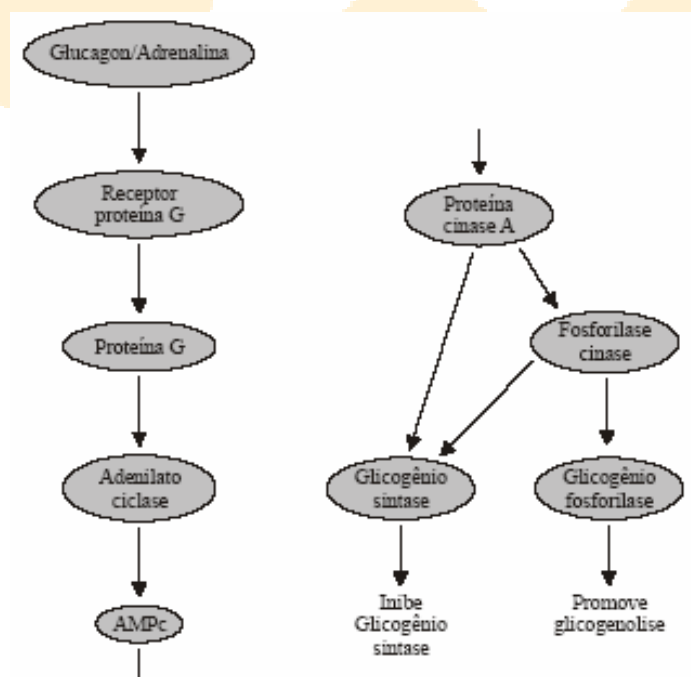 Glucagon/Adrenalina
Receptor
proteína G
Proteína G
Adenilato
ciclase
AMPc
Proteína
cinase A
Fosforilase
cinase
Glicogênio
sintase
Glicogênio
fosforilase
Inibe
Glicogênio
sintase
Promove
glicogenolise